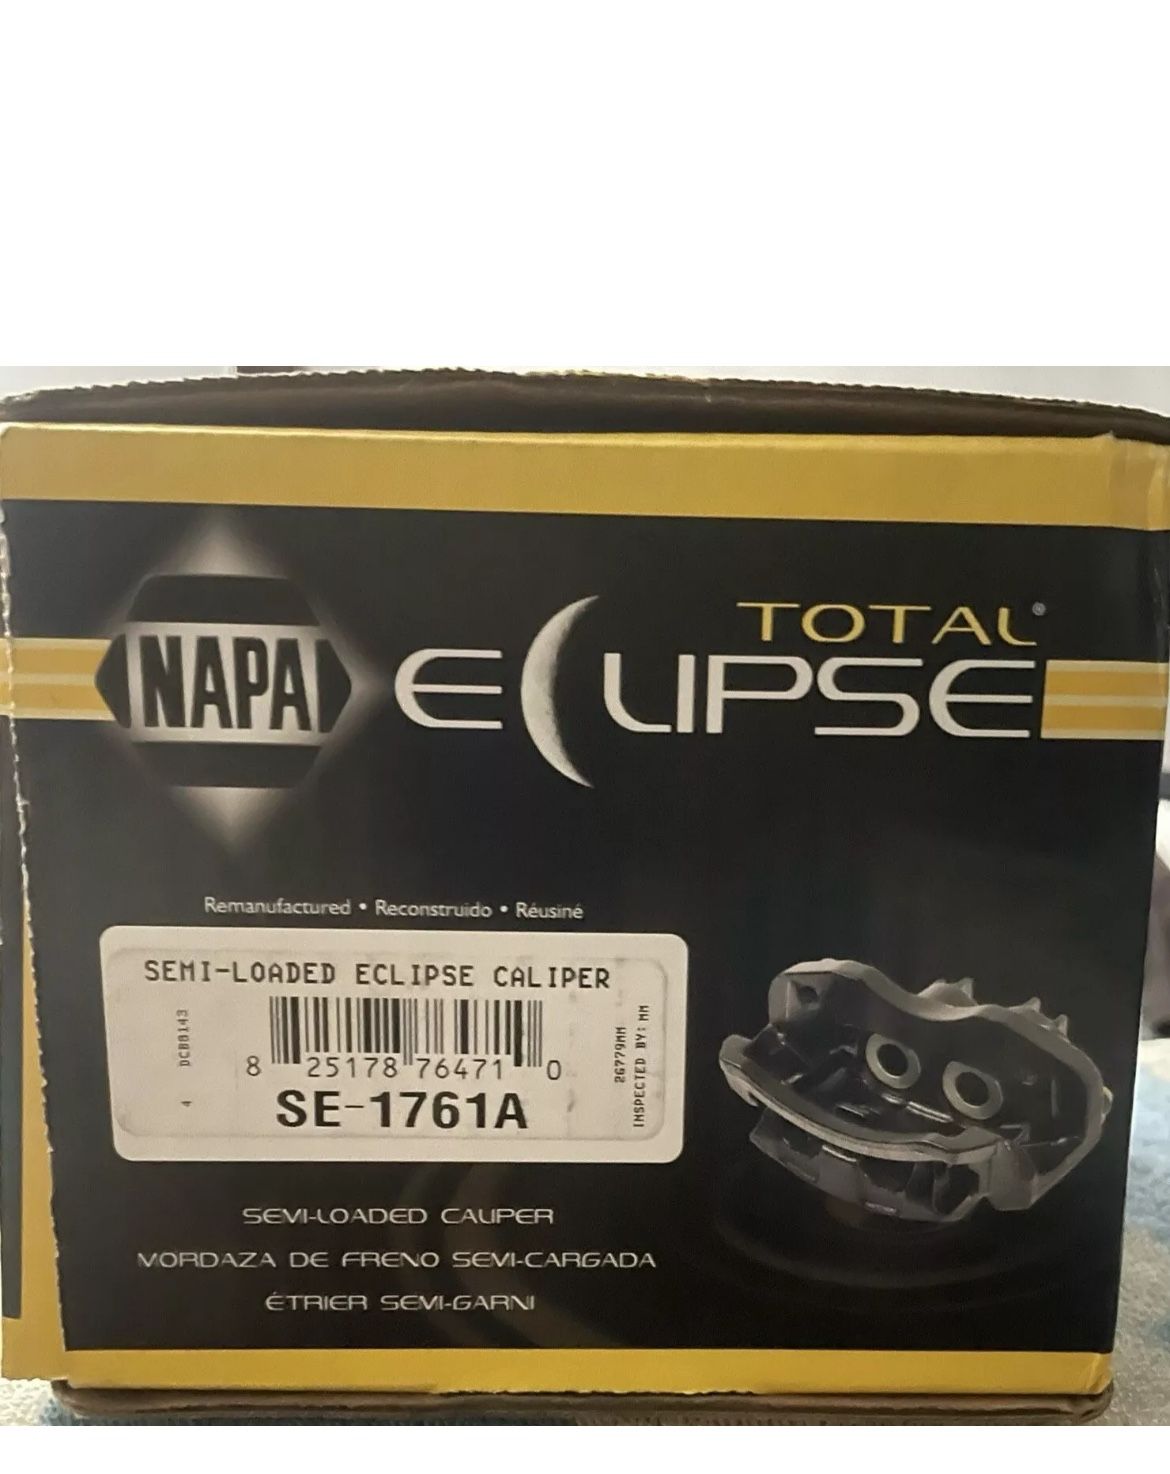 NAPA
TOTAL®
ECLIPSE
Remanufactured • Reconstruido • Réusiné
SEMI-LOADED ECLIPSE CALIPER
DCB8143
4
8 25178 76471 0
SE-1761A
26779MM
INSPECTED BY: MM
SEMI-LOADED CALIPER
MORDAZA DE FRENO SEMI-CARGADA
ÉTRIER SEMI-GARNI